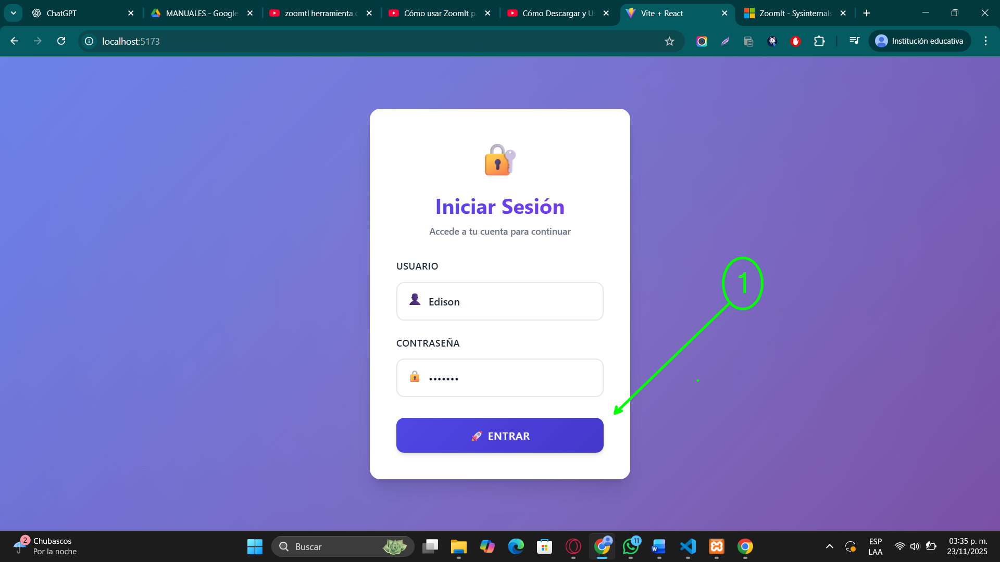 ChatGPT
MANUALES - Google
zoomtl herramienta
Cómo usar ZoomIt
Cómo Descargar y
Vite + React
ZoomIt - Sysinternals
localhost:5173
Institución educativa
Iniciar Sesión
Accede a tu cuenta para continuar
USUARIO
Edison
CONTRASEÑA
•••••••
ENTRAR
1
2
Chubascos
Por la noche
Buscar
11
ESP
LAA
03:35 p. m.
23/11/2025